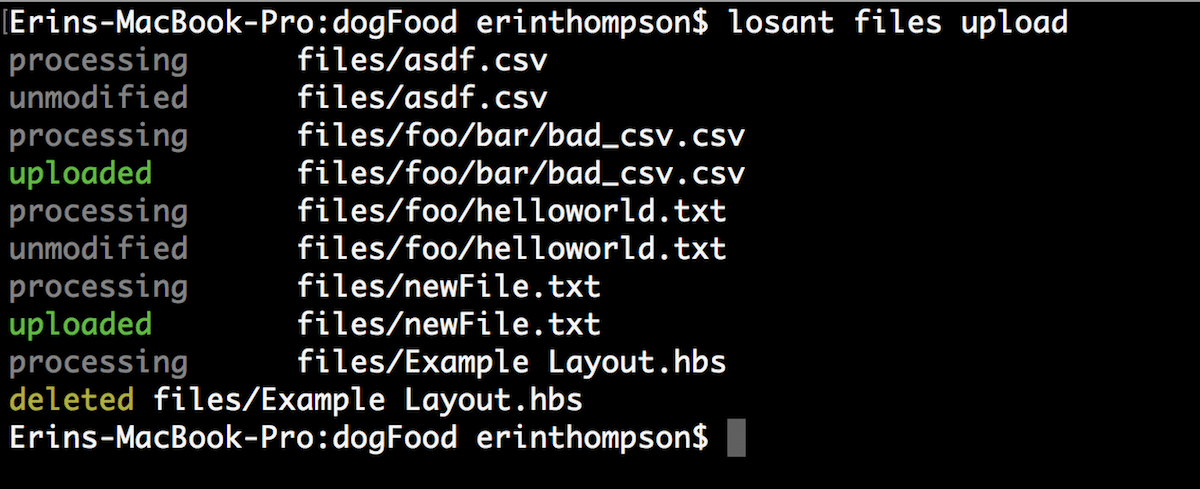 [Erins-MacBook-Pro:dogFood erinthompson$ losant files upload
processing files/asdf.csv
unmodified files/asdf.csv
processing files/foo/bar/bad_csv.csv
uploaded files/foo/bar/bad_csv.csv
processing files/foo/helloworld.txt
unmodified files/foo/helloworld.txt
processing files/newFile.txt
uploaded files/newFile.txt
processing files/Example Layout.hbs
deleted files/Example Layout.hbs
Erins-MacBook-Pro:dogFood erinthompson$